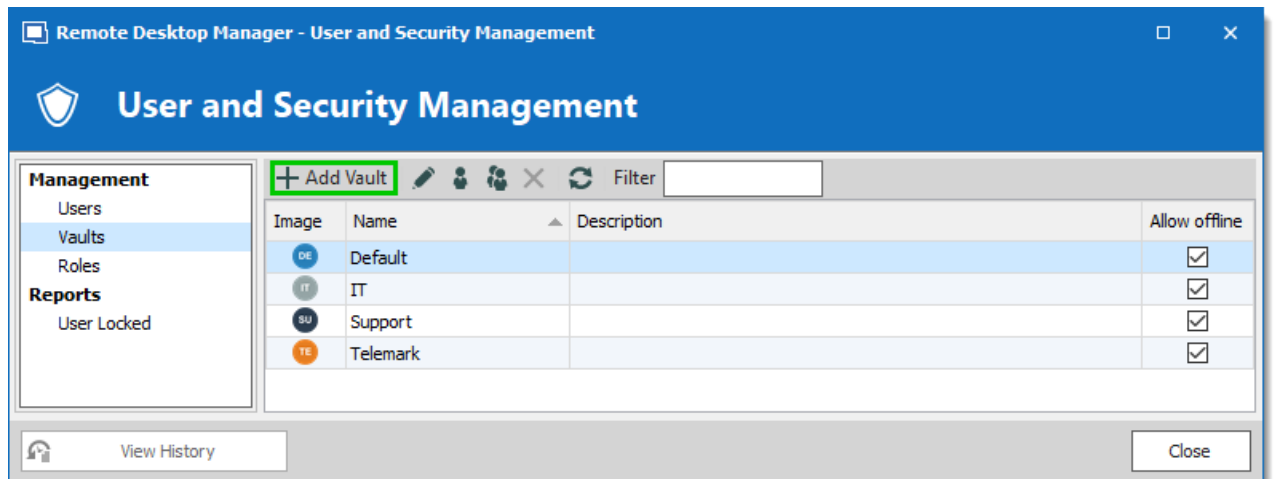 Remote Desktop Manager - User and Security Management
User and Security Management
Management
Users
Vaults
Roles
Reports
User Locked
Add Vault Filter
Image Name Description Allow offline
DE Default
IT IT
SU Support
TE Telemark
View History Close